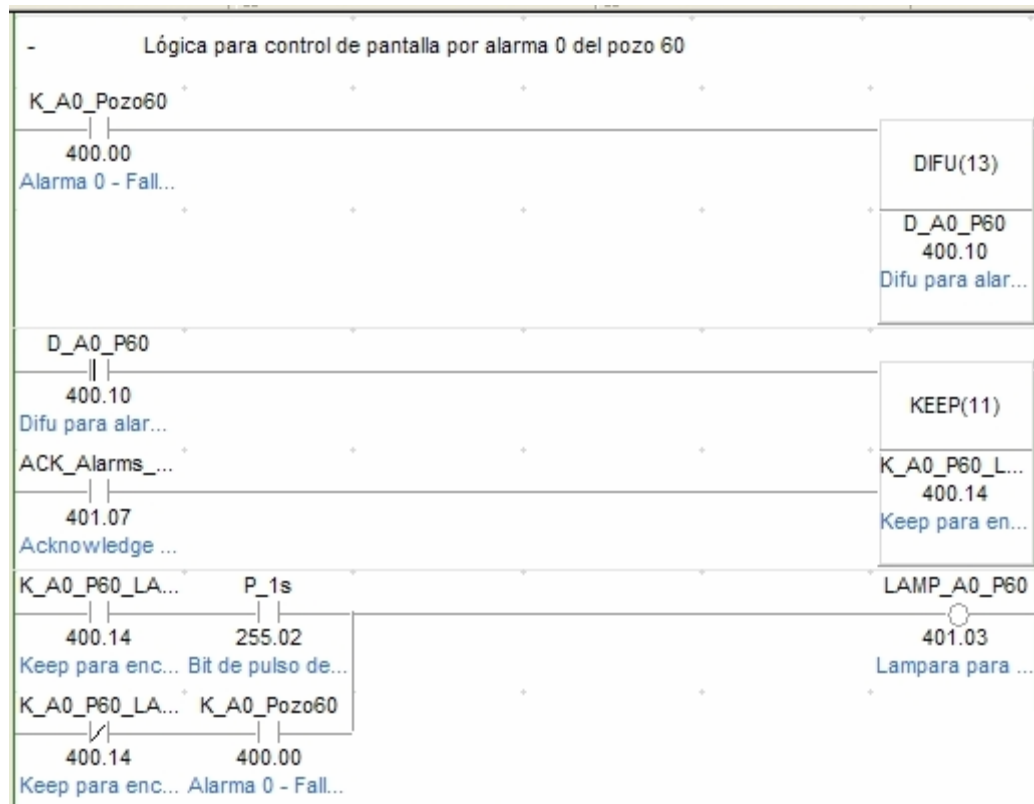 - Lógica para control de pantalla por alarma 0 del pozo 60
K_A0_Pozo60
400.00
Alarma 0 - Fall...
DIFU(13)
D_A0_P60
400.10
Difu para alar...
D_A0_P60
400.10
Difu para alar...
KEEP(11)
ACK_Alarms_...
401.07
Acknowledge ...
K_A0_P60_L...
400.14
Keep para en...
K_A0_P60_LA... P_1s LAMP_A0_P60
400.14 255.02 401.03
Keep para enc... Bit de pulso de... Lampara para ...
K_A0_P60_LA... K_A0_Pozo60
400.14 400.00
Keep para enc... Alarma 0 - Fall...